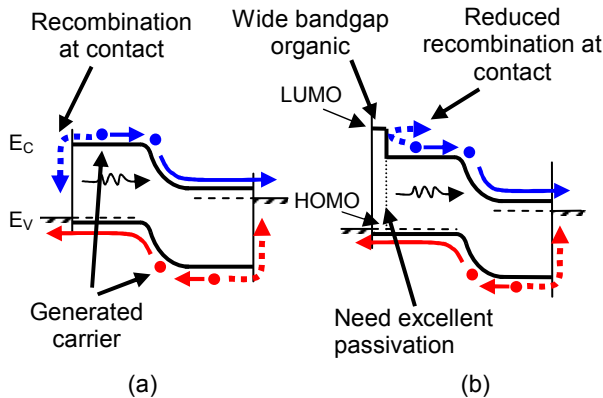 Recombination
at contact
E_C
E_V
Generated
carrier
(a)
Wide bandgap
organic
Reduced
recombination at
contact
LUMO
HOMO
Need excellent
passivation
(b)